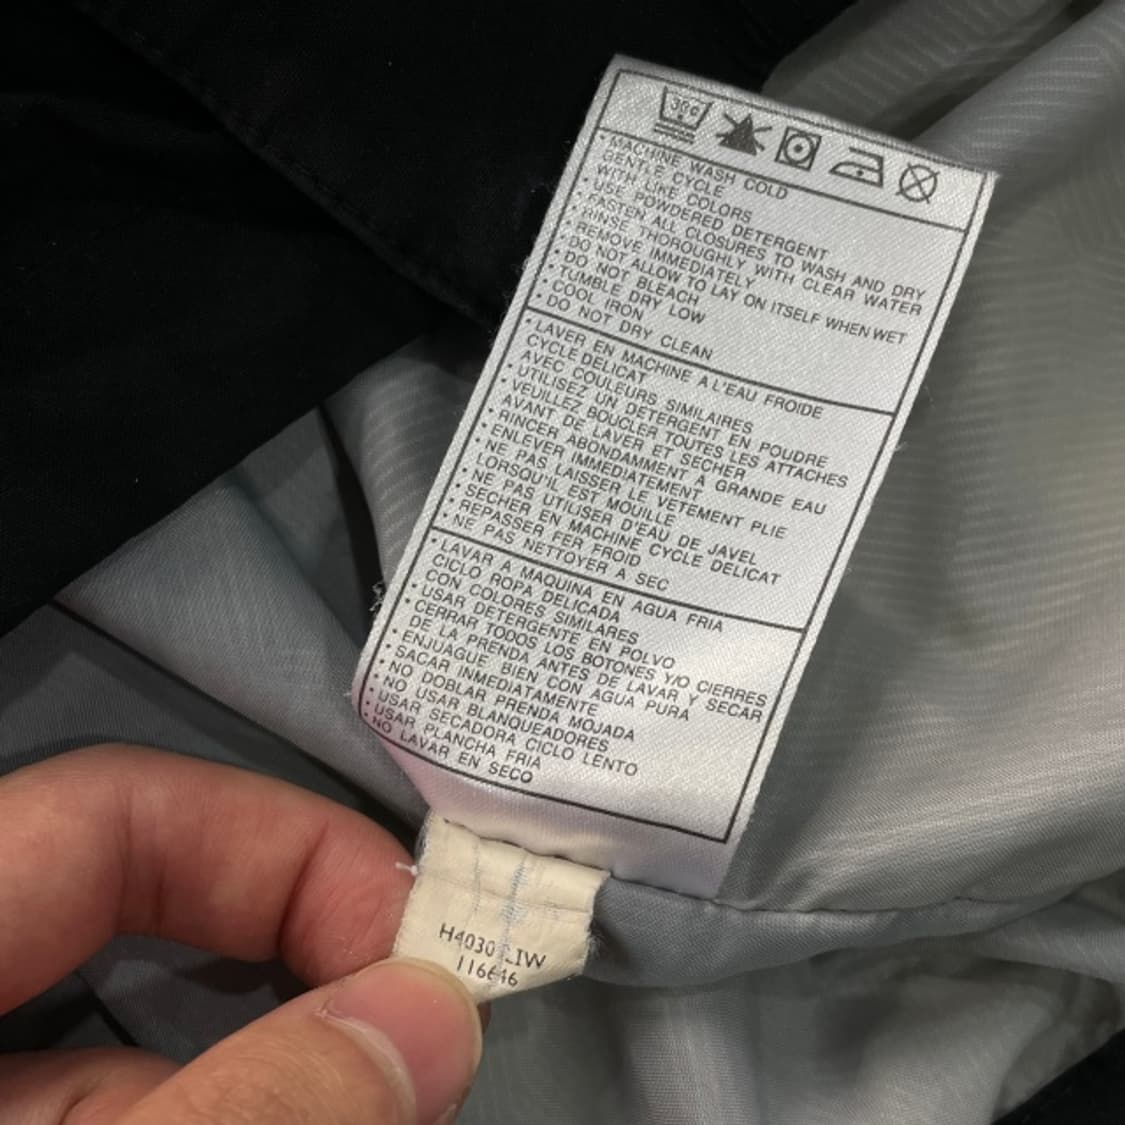 30c
• MACHINE WASH COLD
GENTLE CYCLE
• WITH LIKE COLORS
• USE POWDERED DETERGENT
• FASTEN ALL CLOSURES TO WASH AND DRY
• RINSE THOROUGHLY WITH CLEAR WATER
• REMOVE IMMEDIATELY
• DO NOT ALLOW TO LAY ON ITSELF WHEN WET
• DO NOT BLEACH
• TUMBLE DRY LOW
• COOL IRON
• DO NOT DRY CLEAN
• LAVER EN MACHINE A L'EAU FROIDE
CYCLE DELICAT
• AVEC COULEURS SIMILAIRES
• UTILISEZ UN DETERGENT EN POUDRE
• VEUILLEZ BOUCLER TOUTES LES ATTACHES
AVANT DE LAVER ET SECHER
• RINCER ABONDAMMENT A GRANDE EAU
• ENLEVER IMMEDIATEMENT
• NE PAS LAISSER LE VETEMENT PLIE
LORSQU'IL EST MOUILLE
• NE PAS UTILISER D'EAU DE JAVEL
• SECHER EN MACHINE CYCLE DELICAT
• REPASSER FER FROID
• NE PAS NETTOYER A SEC
• LAVAR A MAQUINA EN AGUA FRIA
CICLO ROPA DELICADA
• CON COLORES SIMILARES
• USAR DETERGENTE EN POLVO
• CERRAR TODOS LOS BOTONES Y/O CIERRES
DE LA PRENDA ANTES DE LAVAR Y SECAR
• ENJUAGUE BIEN CON AGUA PURA
• SACAR INMEDIATAMENTE
• NO DOBLAR PRENDA MOJADA
• NO USAR BLANQUEADORES
• USAR SECADORA CICLO LENTO
• USAR PLANCHA FRIA
• NO LAVAR EN SECO
H4030 LIW
116646